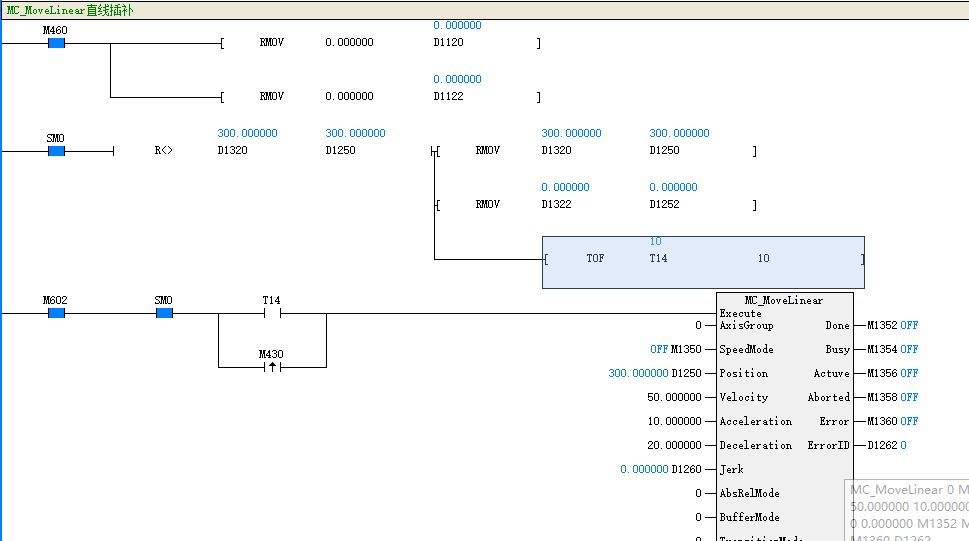 MC_MoveLinear直线插补
M460
0.000000
[ RMOV 0.000000 D1120 ]
0.000000
[ RMOV 0.000000 D1122 ]
SM0 300.000000 300.000000 300.000000 300.000000
R<> D1320 D1250 [ RMOV D1320 D1250 ]
0.000000 0.000000
[ RMOV D1322 D1252 ]
10
[ TOF T14 10 ]
M602 SM0 T14 MC_MoveLinear
Execute
0 AxisGroup Done M1352 OFF
M430
OFF M1350 SpeedMode Busy M1354 OFF
300.000000 D1250 Position Actuve M1356 OFF
50.000000 Velocity Aborted M1358 OFF
10.000000 Acceleration Error M1360 OFF
20.000000 Deceleration ErrorID D1262 0
0.000000 D1260 Jerk
0 AbsRelMode
MC_MoveLinear 0 M
50.000000 10.000000
0 BufferMode
0 0.000000 M1352 M
M1360 D1262